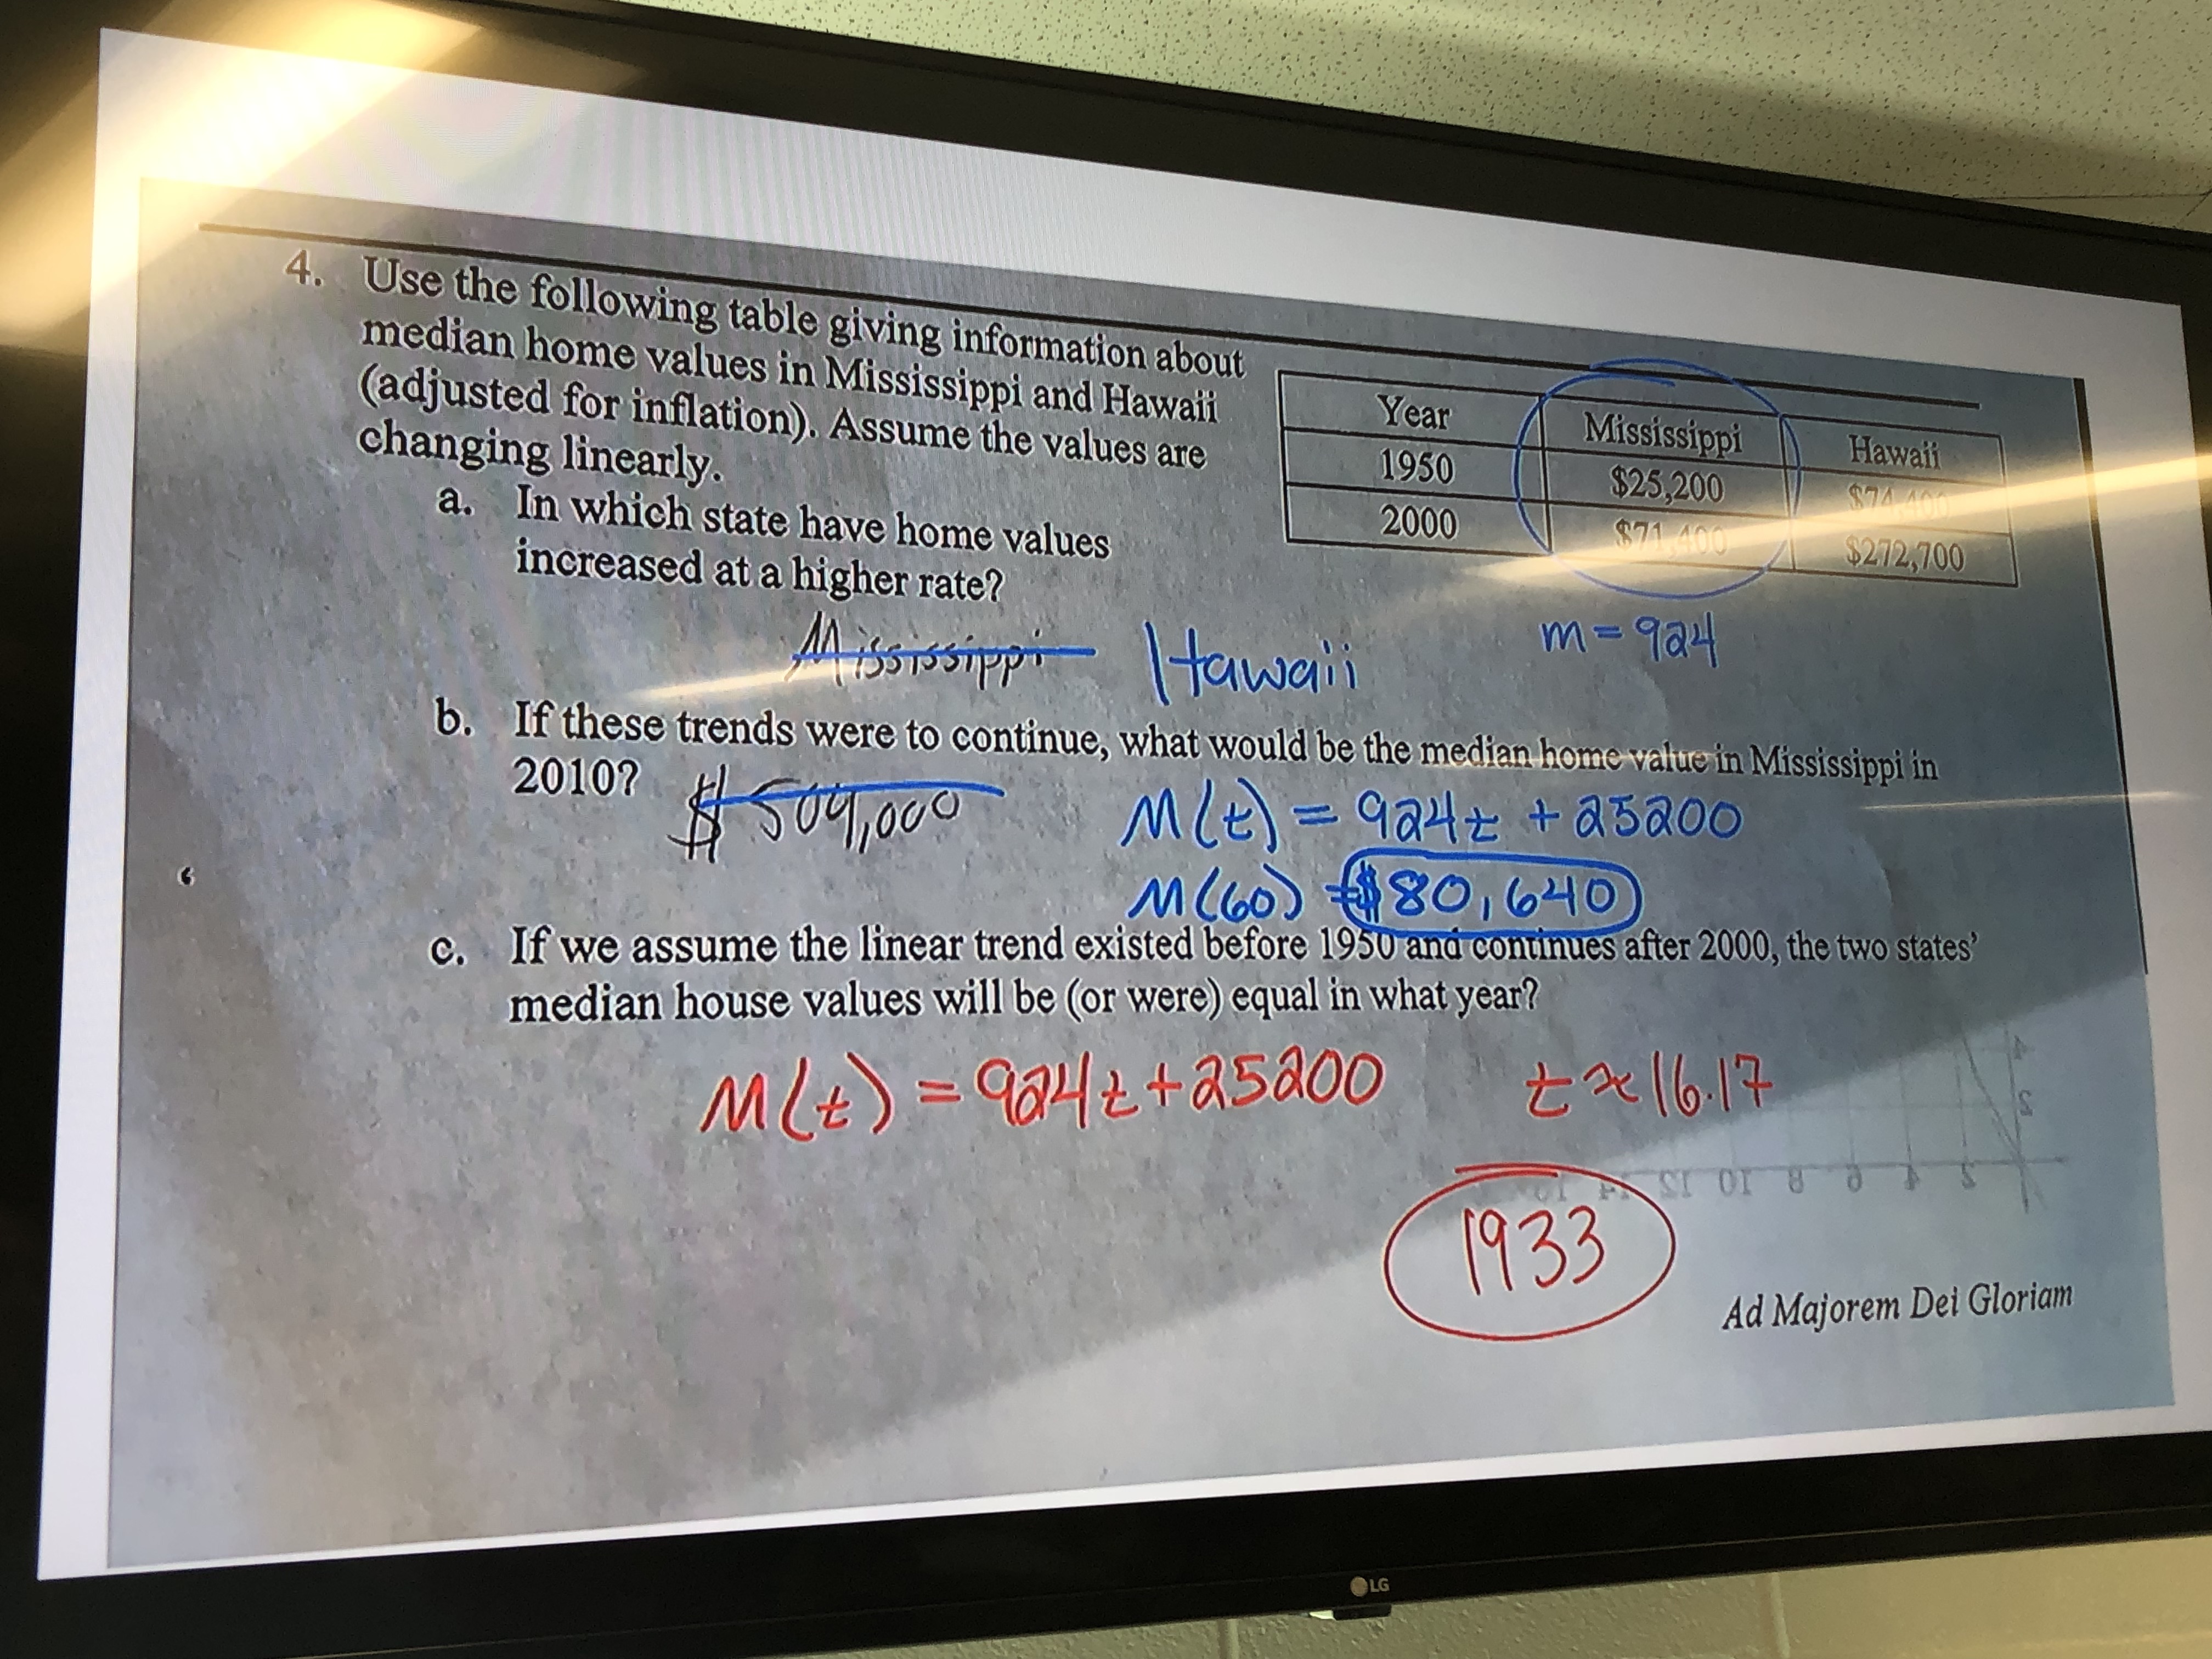 4. Use the following table giving information about
median home values in Mississippi and Hawaii
(adjusted for inflation). Assume the values are
changing linearly.
Year Mississippi Hawaii
1950 $25,200 $74,400
2000 $71,400 $272,700
a. In which state have home values
increased at a higher rate?
m = 924
Mississippi Hawaii
b. If these trends were to continue, what would be the median home value in Mississippi in
2010?
$ 509,000 M(t) = 924t + 25200
M(60) = $80,640
c. If we assume the linear trend existed before 1950 and continues after 2000, the two states'
median house values will be (or were) equal in what year?
M(t) = 924t + 25200 t ≈ 16.17
1933
Ad Majorem Dei Gloriam
LG